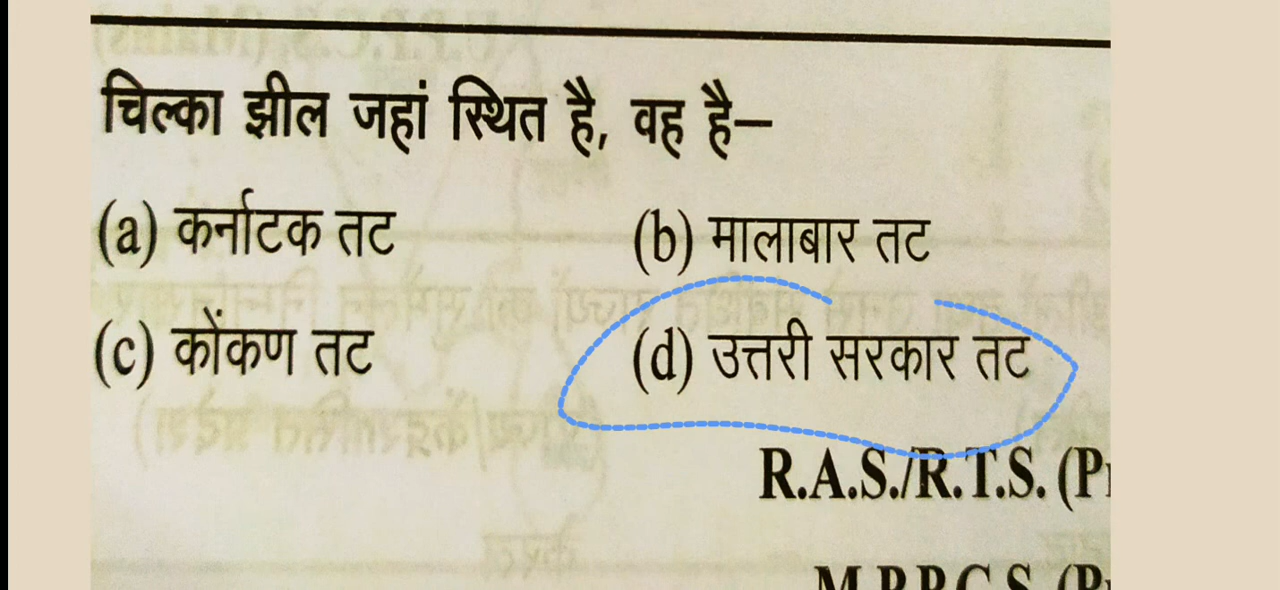 चिल्का झील जहां स्थित है, वह है–
(a) कर्नाटक तट (b) मालाबार तट
(c) कोंकण तट (d) उत्तरी सरकार तट
R.A.S./R.T.S.
M.P.P.C.S.